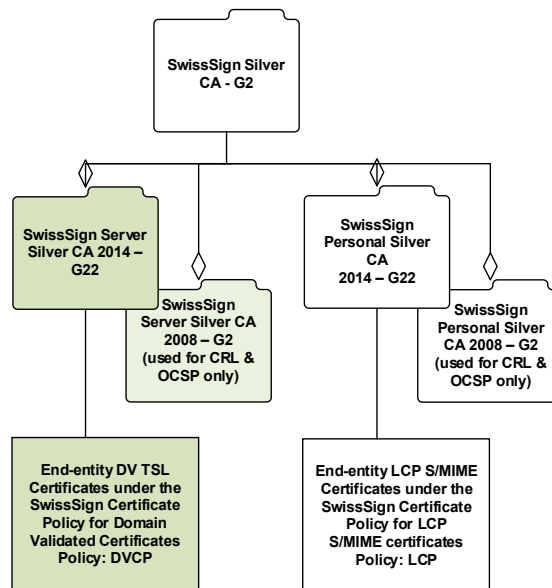 SwissSign Silver
CA - G2
SwissSign Server
Silver CA 2014 –
G22
SwissSign
Personal Silver
CA
2014 – G22
SwissSign
Server Silver CA
2008 – G2
(used for CRL &
OCSP only)
SwissSign
Personal Silver
CA 2008 – G2
(used for CRL &
OCSP only)
End-entity DV TSL
Certificates under the
SwissSign Certificate
Policy for Domain
Validated Certificates
Policy: DVCP
End-entity LCP S/MIME
Certificates under the
SwissSign Certificate
Policy for LCP
S/MIME certificates
Policy: LCP